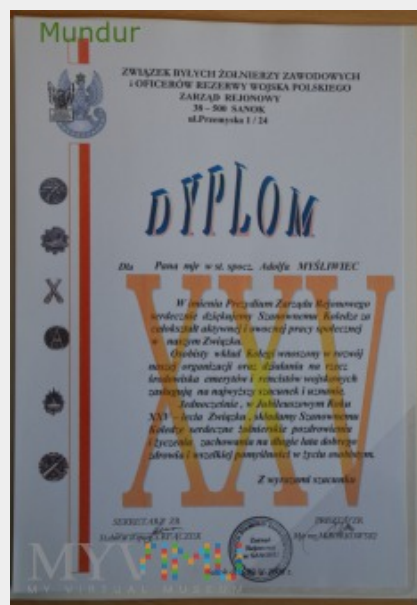 Mundur
ZWIĄZEK BYŁYCH ŻOŁNIERZY ZAWODOWYCH
i OFICERÓW REZERWY WOJSKA POLSKIEGO
ZARZĄD REJONOWY
38 - 500 SANOK
ul.Przemyska 1 / 24
DYPLOM
Dla Pana mjr w st. spocz. Adolfa MYŚLIWIEC
XXV
W imieniu Prezydium Zarządu Rejonowego
serdecznie dziękujemy Szanownemu Koledze za
całokształt aktywnej i owocnej pracy społecznej
w naszym Związku.
Osobisty wkład Kolegi wnoszony w rozwój
naszej organizacji oraz działania na rzecz
środowiska emerytów i rencistów wojskowych
zasługują na najwyższy szacunek i uznanie.
Jednocześnie, w Jubileuszowym Roku
XXV - lecia Związku, składamy Szanownemu
Koledze serdeczne żołnierskie pozdrowienia
i życzenia zachowania na długie lata dobrego
zdrowia i wszelkiej pomyślności w życiu osobistym.
Z wyrazami szacunku
SEKRETARZ ZR
PREZES ZR
MYVIMU
MY VIRTUAL MUSEUM